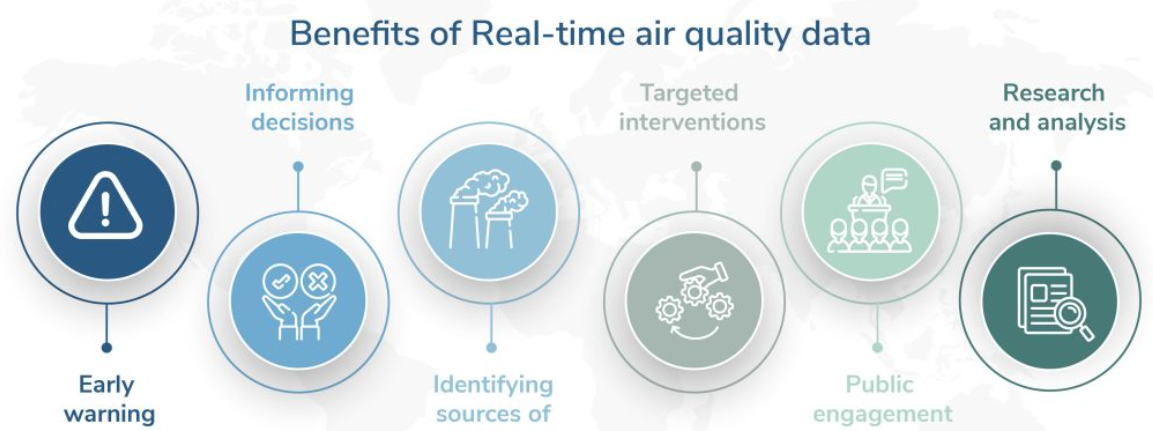 Benefits of Real-time air quality data
Early
warning
Informing
decisions
Identifying
sources of
Targeted
interventions
Public
engagement
Research
and analysis